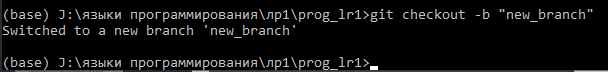 (base) J:\языки программирования\лр1\prog_lr1>git checkout -b "new_branch"
Switched to a new branch 'new_branch'
(base) J:\языки программирования\лр1\prog_lr1>